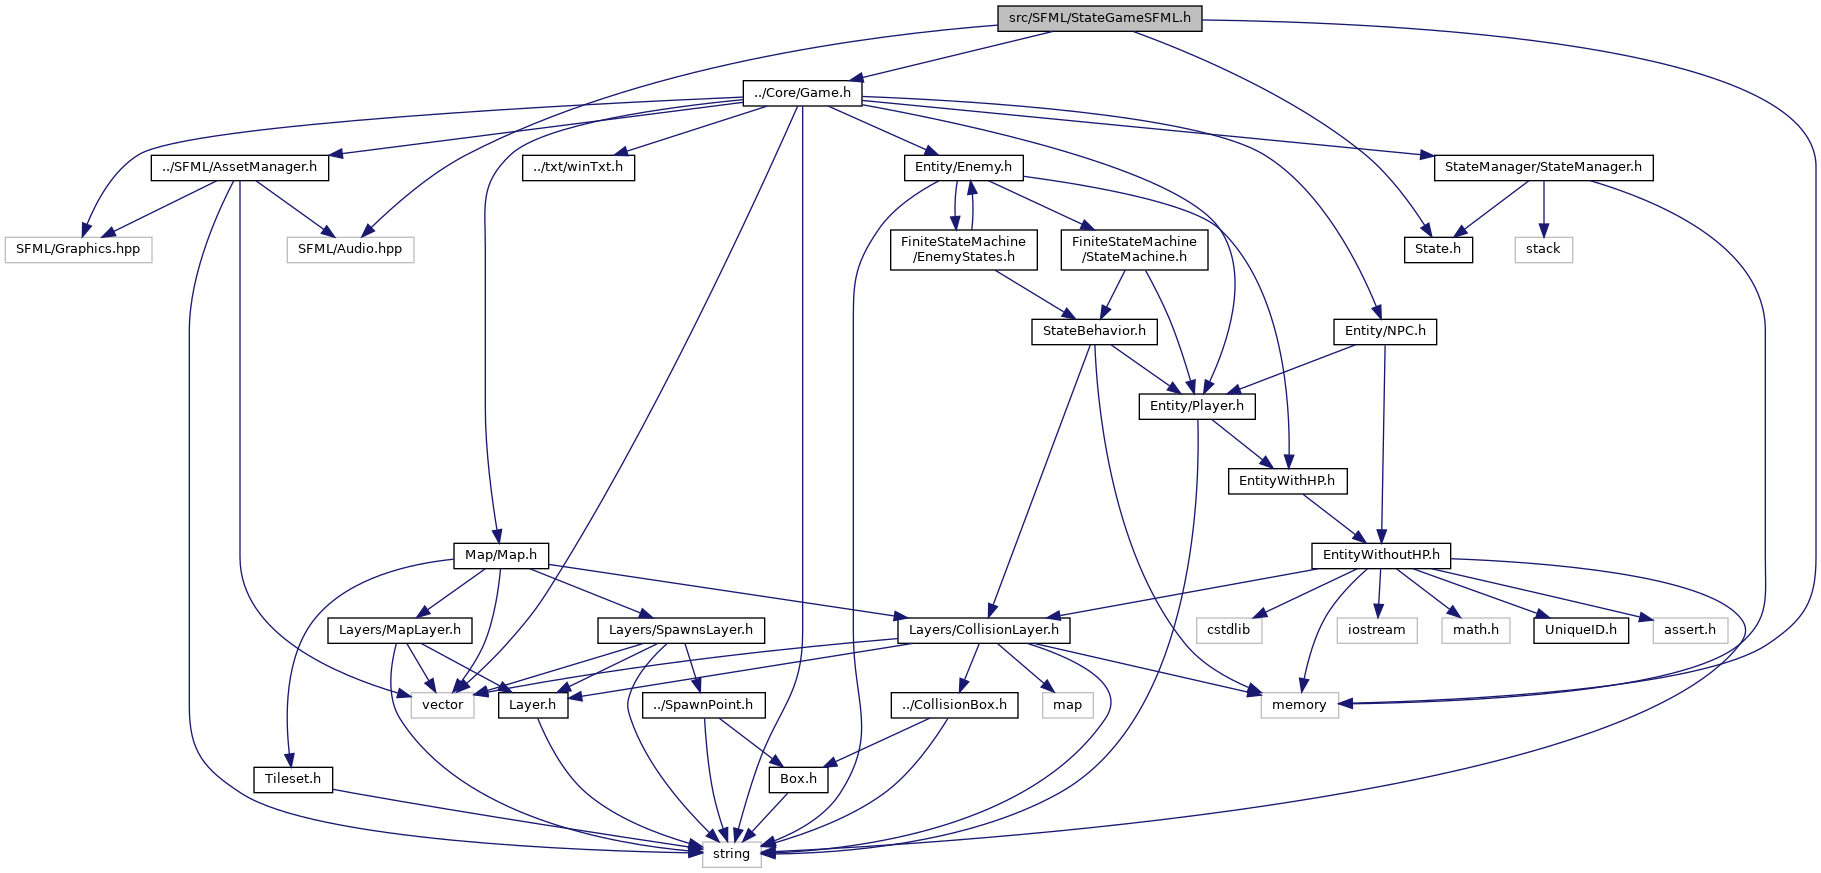 src/SFML/StateGameSFML.h
../Core/Game.h
../SFML/AssetManager.h
../txt/winTxt.h
Entity/Enemy.h
StateManager/StateManager.h
SFML/Graphics.hpp
SFML/Audio.hpp
FiniteStateMachine
/EnemyStates.h
FiniteStateMachine
/StateMachine.h
State.h
stack
StateBehavior.h
Entity/NPC.h
Entity/Player.h
EntityWithHP.h
Map/Map.h
EntityWithoutHP.h
Layers/MapLayer.h
Layers/SpawnsLayer.h
Layers/CollisionLayer.h
cstdlib
iostream
math.h
UniqueID.h
assert.h
vector
Layer.h
../SpawnPoint.h
../CollisionBox.h
map
memory
Tileset.h
Box.h
string